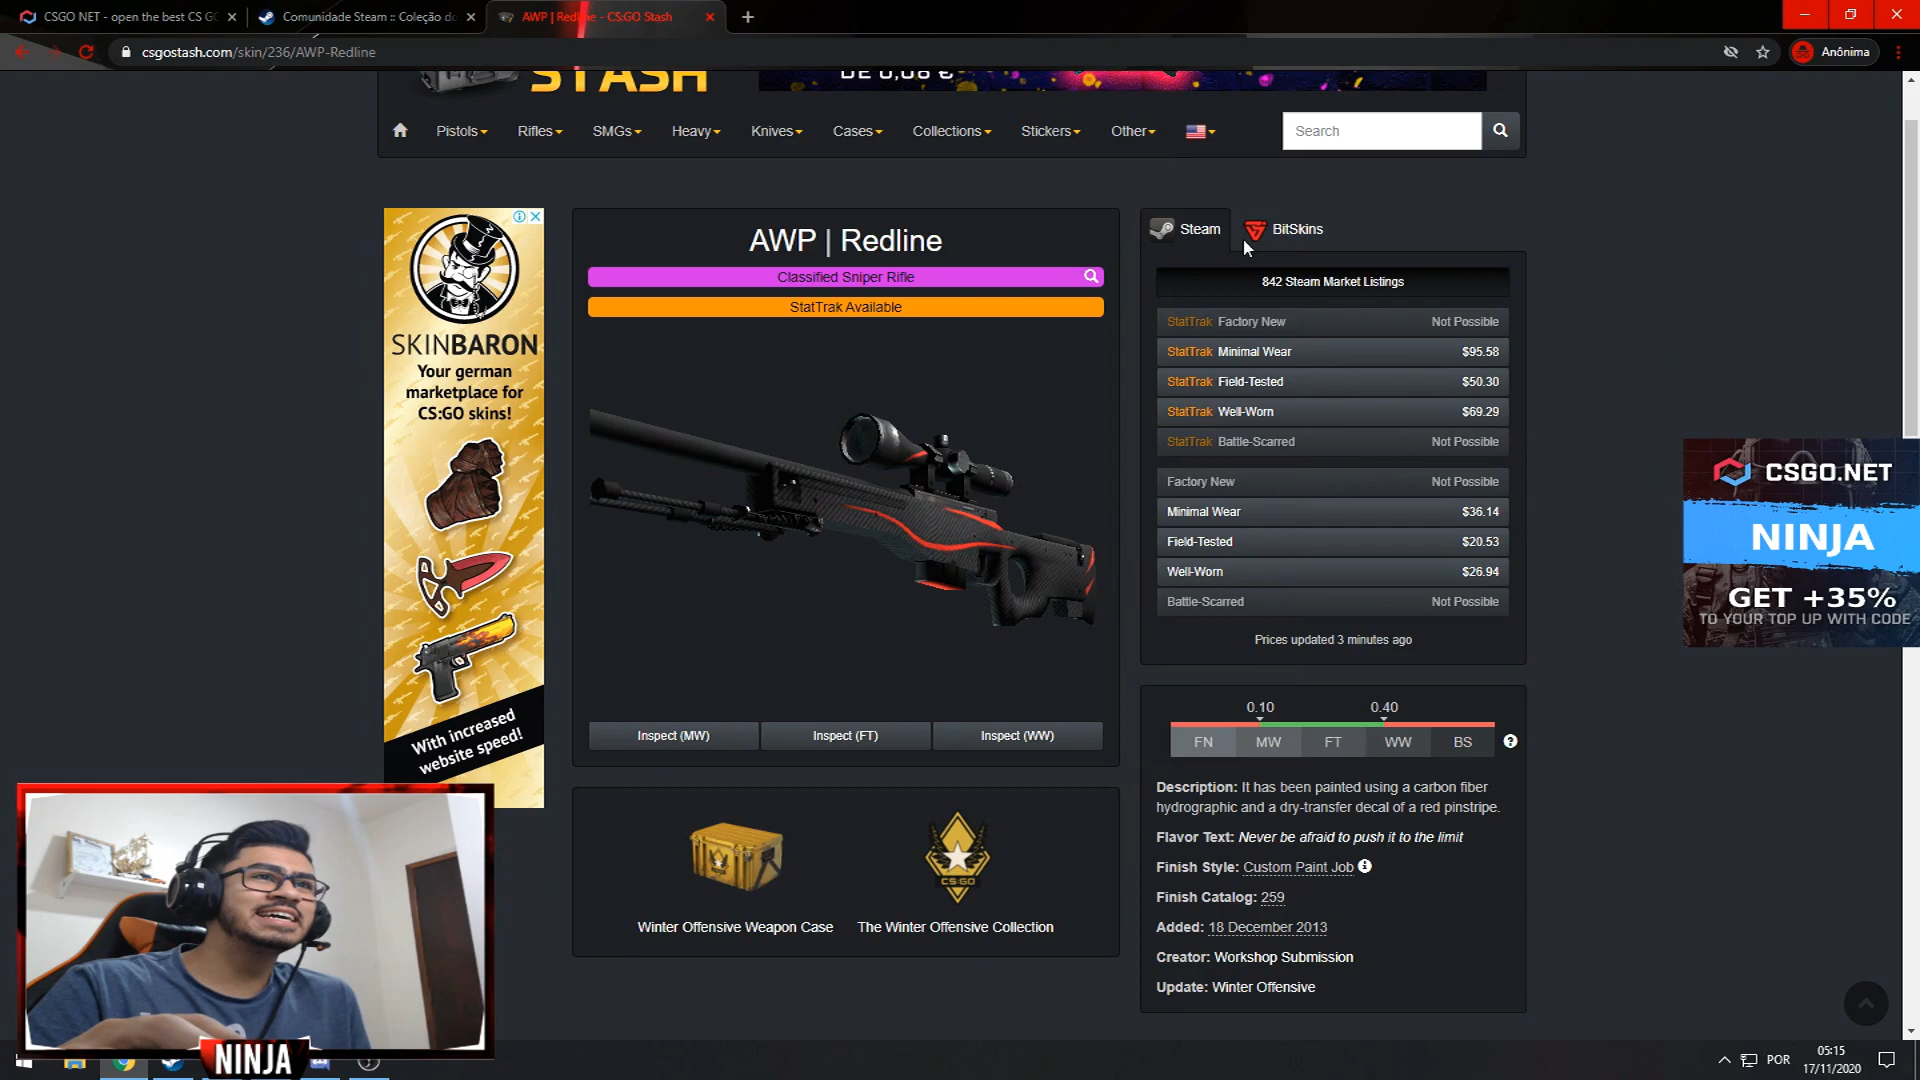 CSGO NET - open the best CS GO
Comunidade Steam :: Coleção do
AWP | Redline - CS:GO Stash
csgostash.com/skin/236/AWP-Redline
Anônima
STASH
DE 0,08 €
Pistols
Rifles
SMGs
Heavy
Knives
Cases
Collections
Stickers
Other
Search
SKINBARON
Your german
marketplace for
CS:GO skins!
With increased
website speed!
AWP | Redline
Classified Sniper Rifle
StatTrak Available
Inspect (MW)
Inspect (FT)
Inspect (WW)
CS:GO
Winter Offensive Weapon Case
The Winter Offensive Collection
Steam
BitSkins
842 Steam Market Listings
StatTrak Factory New Not Possible
StatTrak Minimal Wear $95.58
StatTrak Field-Tested $50.30
StatTrak Well-Worn $69.29
StatTrak Battle-Scarred Not Possible
Factory New Not Possible
Minimal Wear $36.14
Field-Tested $20.53
Well-Worn $26.94
Battle-Scarred Not Possible
Prices updated 3 minutes ago
0.10 0.40
FN MW FT WW BS
Description: It has been painted using a carbon fiber
hydrographic and a dry-transfer decal of a red pinstripe.
Flavor Text: Never be afraid to push it to the limit
Finish Style: Custom Paint Job
Finish Catalog: 259
Added: 18 December 2013
Creator: Workshop Submission
Update: Winter Offensive
CSGO.NET
NINJA
GET +35%
TO YOUR TOP UP WITH CODE
NINJA
POR
05:15
17/11/2020